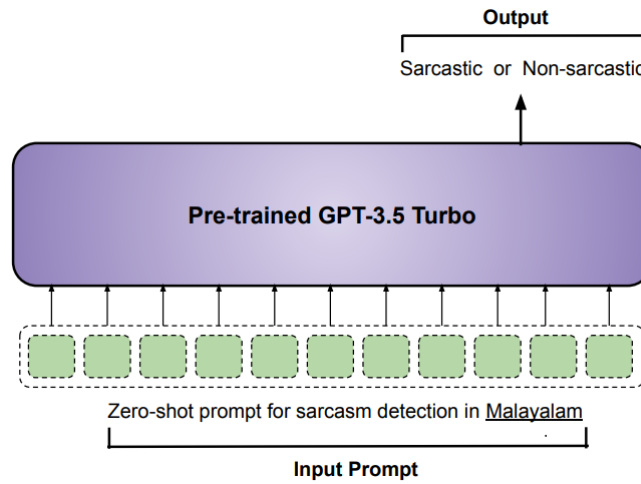 Output
Sarcastic or Non-sarcastic
Pre-trained GPT-3.5 Turbo
Zero-shot prompt for sarcasm detection in Malayalam
Input Prompt